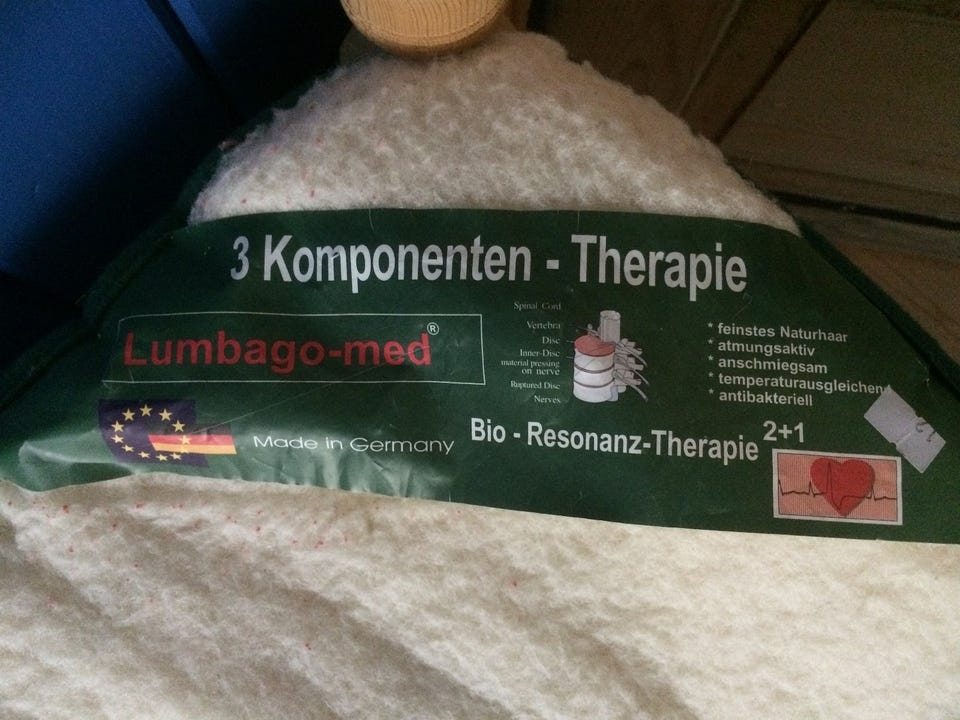 3 Komponenten - Therapie
Lumbago-med®
Spinal Cord
Vertebra
Disc
Inner-Disc
material pressing
on nerve
Ruptured Disc
Nerves
* feinstes Naturhaar
* atmungsaktiv
* anschmiegsam
* temperaturausgleichen
* antibakteriell
Made in Germany
Bio - Resonanz-Therapie 2+1